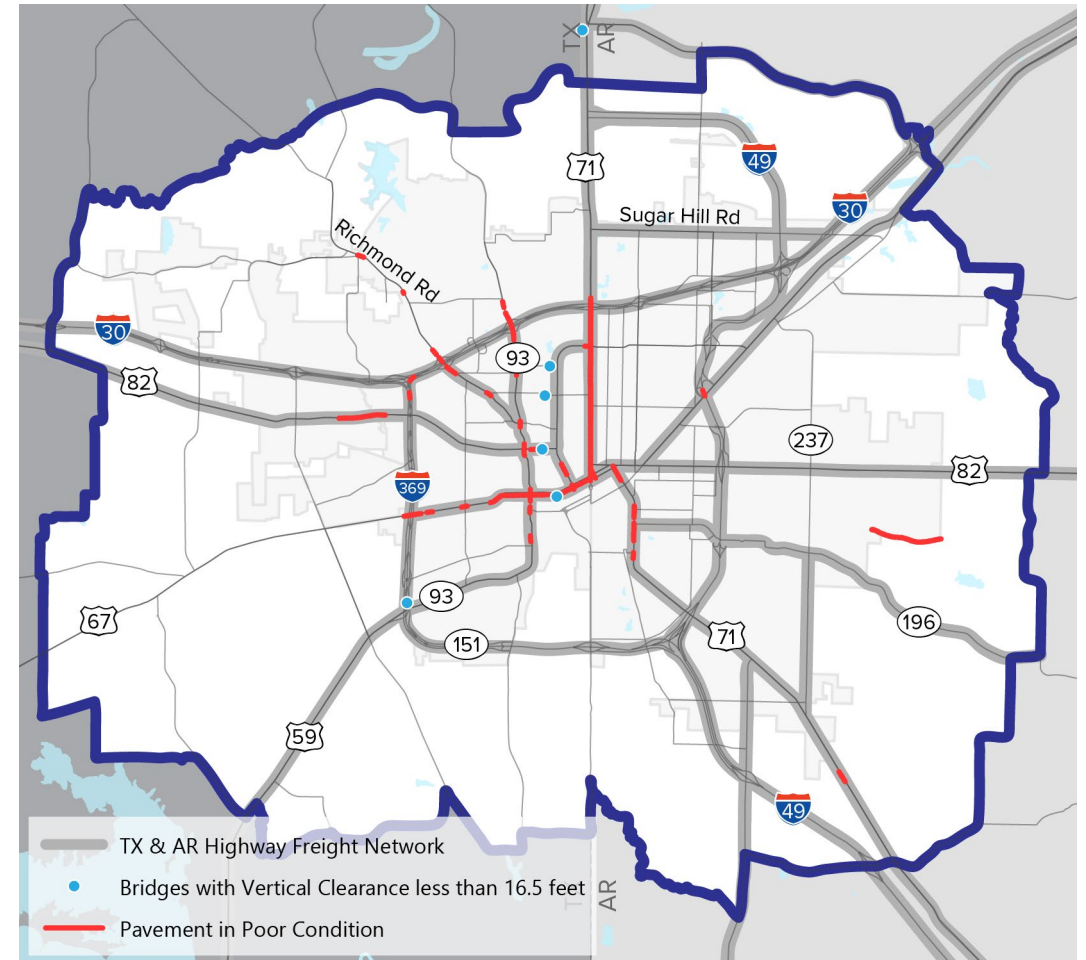 TX
AR
49
71
30
Sugar Hill Rd
Richmond Rd
30
93
82
237
82
369
93
196
67
71
151
59
49
TX & AR Highway Freight Network
Bridges with Vertical Clearance less than 16.5 feet
AR
Pavement in Poor Condition